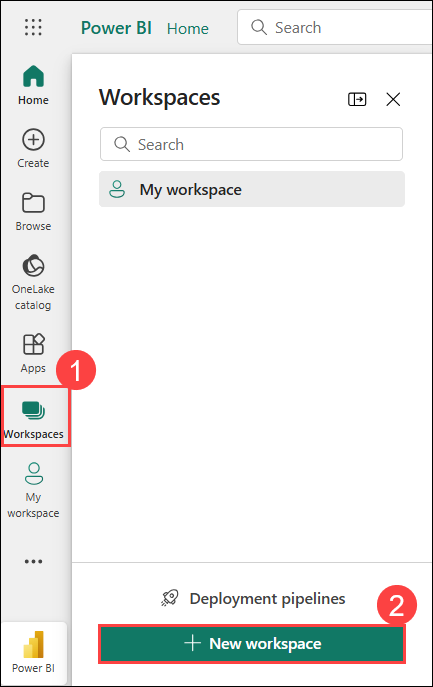 Power BI Home Search
Home
Create
Browse
OneLake
catalog
Apps
1
Workspaces
My
workspace
Power BI
Workspaces
Search
My workspace
Deployment pipelines
2
New workspace